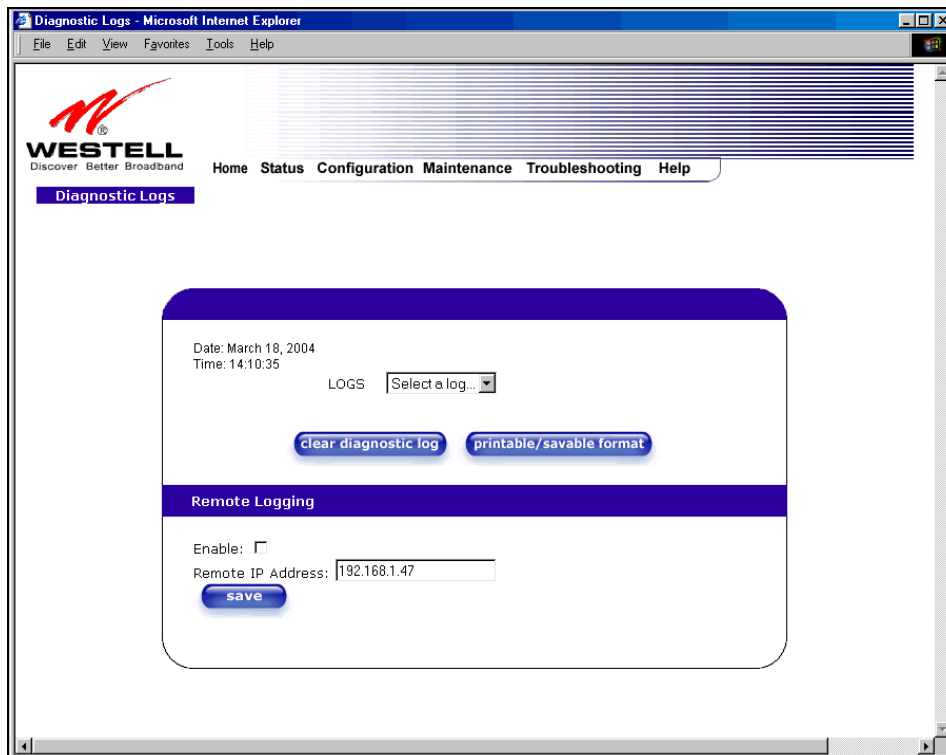 Diagnostic Logs - Microsoft Internet Explorer
File Edit View Favorites Tools Help
®
WESTELL
Discover Better Broadband
Home Status Configuration Maintenance Troubleshooting Help
Diagnostic Logs
Date: March 18, 2004
Time: 14:10:35
LOGS Select a log...
clear diagnostic log printable/savable format
Remote Logging
Enable:
Remote IP Address: 192.168.1.47
save